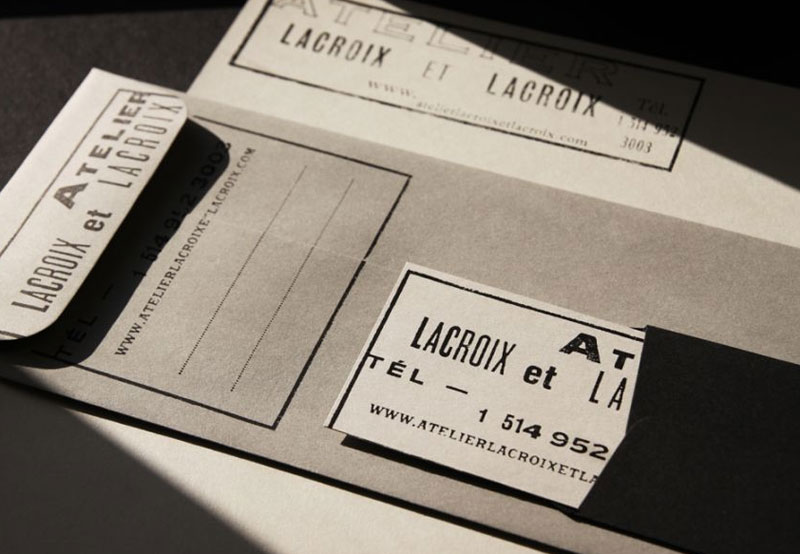 ATELIER
LACROIX ET LACROIX
www.
atelierlacroixetlacroix.com
Tél.
1 514 952
3003
ATELIER
LACROIX et LACROIX
TÉL — 1 514 952 3003
WWW.ATELIERLACROIXE LACROIX.COM
AT
LACROIX et LA
TÉL —
1 514 952
WWW.ATELIERLACROIXETLA